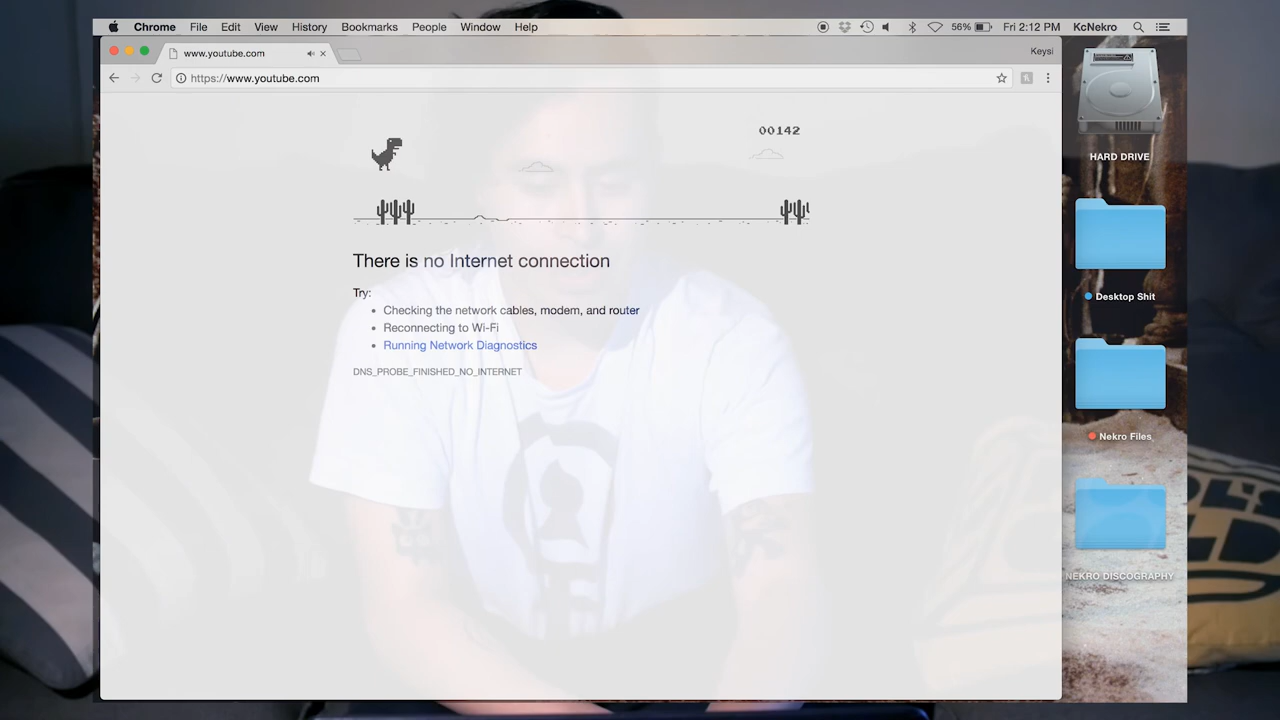 Chrome File Edit View History Bookmarks People Window Help 56% Fri 2:12 PM KcNekro
www.youtube.com
Keysi
https://www.youtube.com
00142
HARD DRIVE
There is no Internet connection
Try:
• Checking the network cables, modem, and router
• Reconnecting to Wi-Fi
• Running Network Diagnostics
DNS_PROBE_FINISHED_NO_INTERNET
Desktop Shit
Nekro Files
NEKRO DISCOGRAPHY